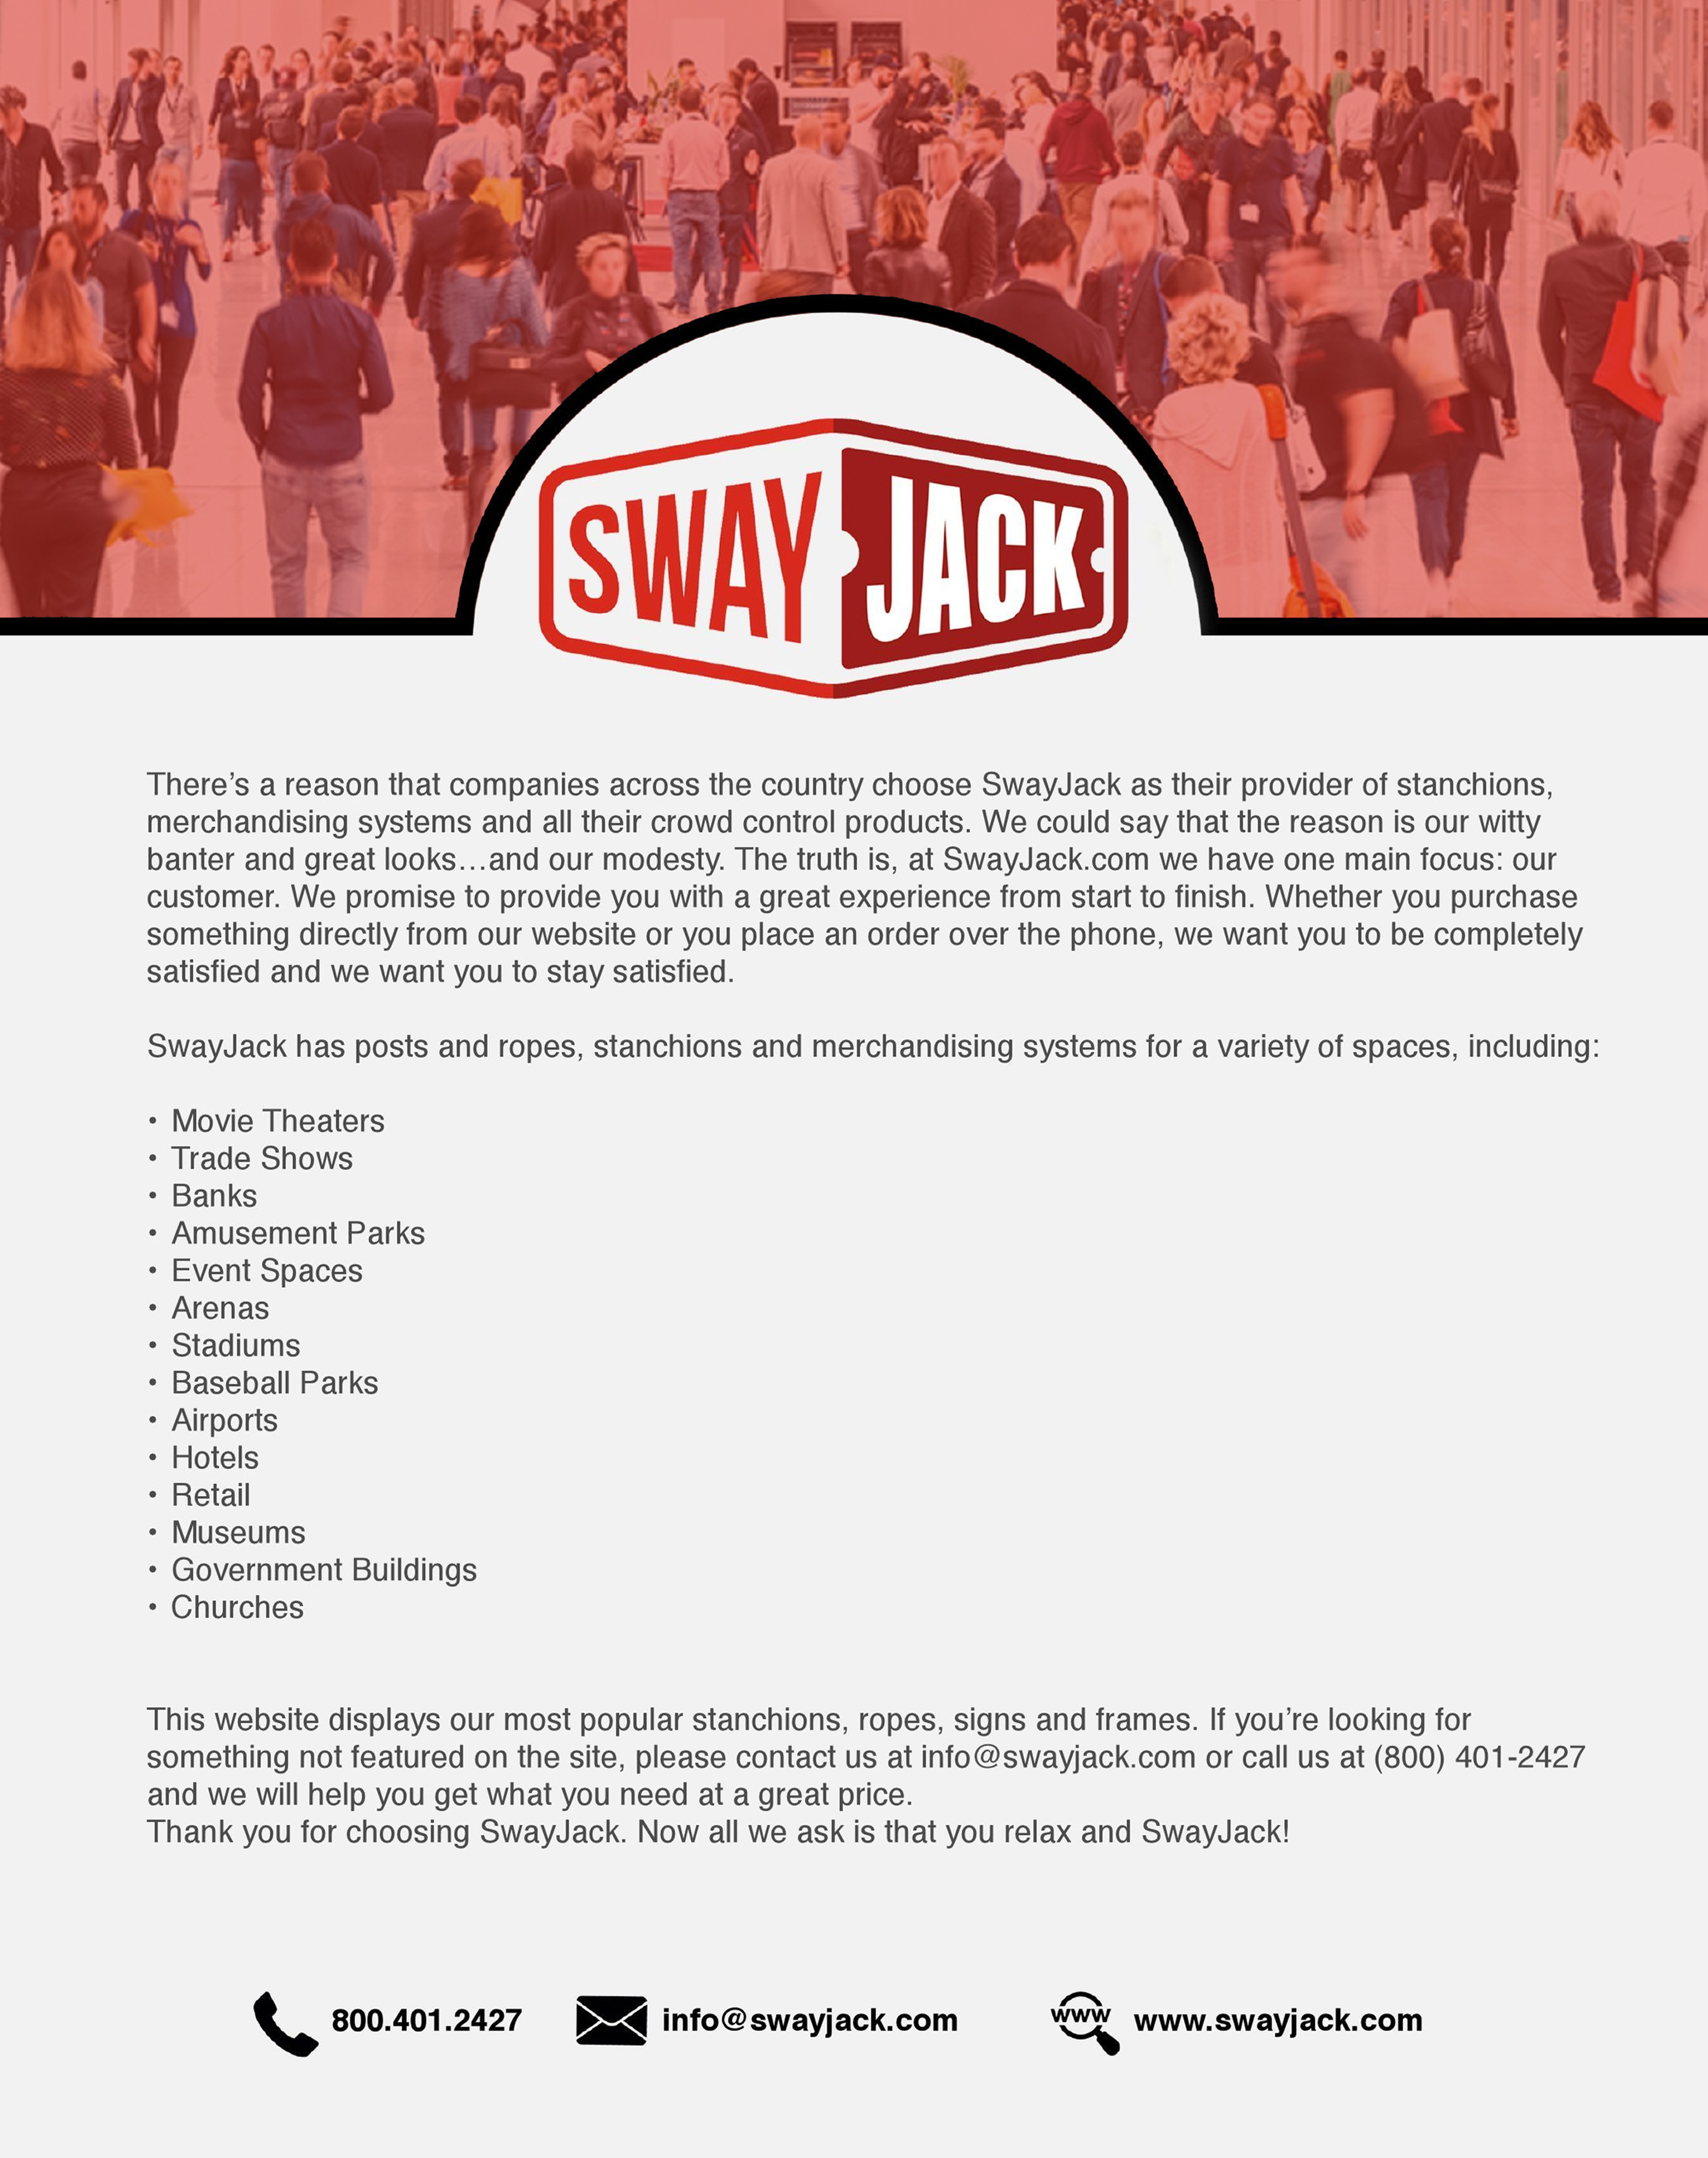 SWAY JACK
There’s a reason that companies across the country choose SwayJack as their provider of stanchions,
merchandising systems and all their crowd control products. We could say that the reason is our witty
banter and great looks…and our modesty. The truth is, at SwayJack.com we have one main focus: our
customer. We promise to provide you with a great experience from start to finish. Whether you purchase
something directly from our website or you place an order over the phone, we want you to be completely
satisfied and we want you to stay satisfied.
SwayJack has posts and ropes, stanchions and merchandising systems for a variety of spaces, including:
• Movie Theaters
• Trade Shows
• Banks
• Amusement Parks
• Event Spaces
• Arenas
• Stadiums
• Baseball Parks
• Airports
• Hotels
• Retail
• Museums
• Government Buildings
• Churches
This website displays our most popular stanchions, ropes, signs and frames. If you’re looking for
something not featured on the site, please contact us at info@swayjack.com or call us at (800) 401-2427
and we will help you get what you need at a great price.
Thank you for choosing SwayJack. Now all we ask is that you relax and SwayJack!
800.401.2427 info@swayjack.com www www.swayjack.com